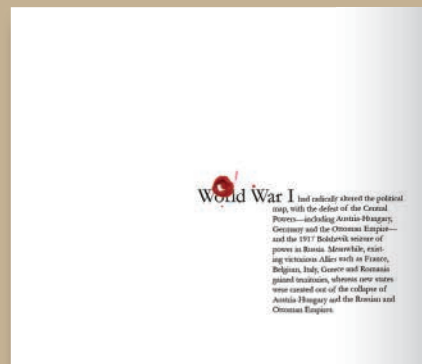 World War I had radically altered the political
map, with the defeat of the Central
Powers—including Austria-Hungary,
Germany and the Ottoman Empire—
and the 1917 Bolshevik seizure of
power in Russia. Meanwhile, exist-
ing victorious Allies such as France,
Belgium, Italy, Greece and Romania
gained territories, whereas new states
were created out of the collapse of
Austria-Hungary and the Russian and
Ottoman Empires.